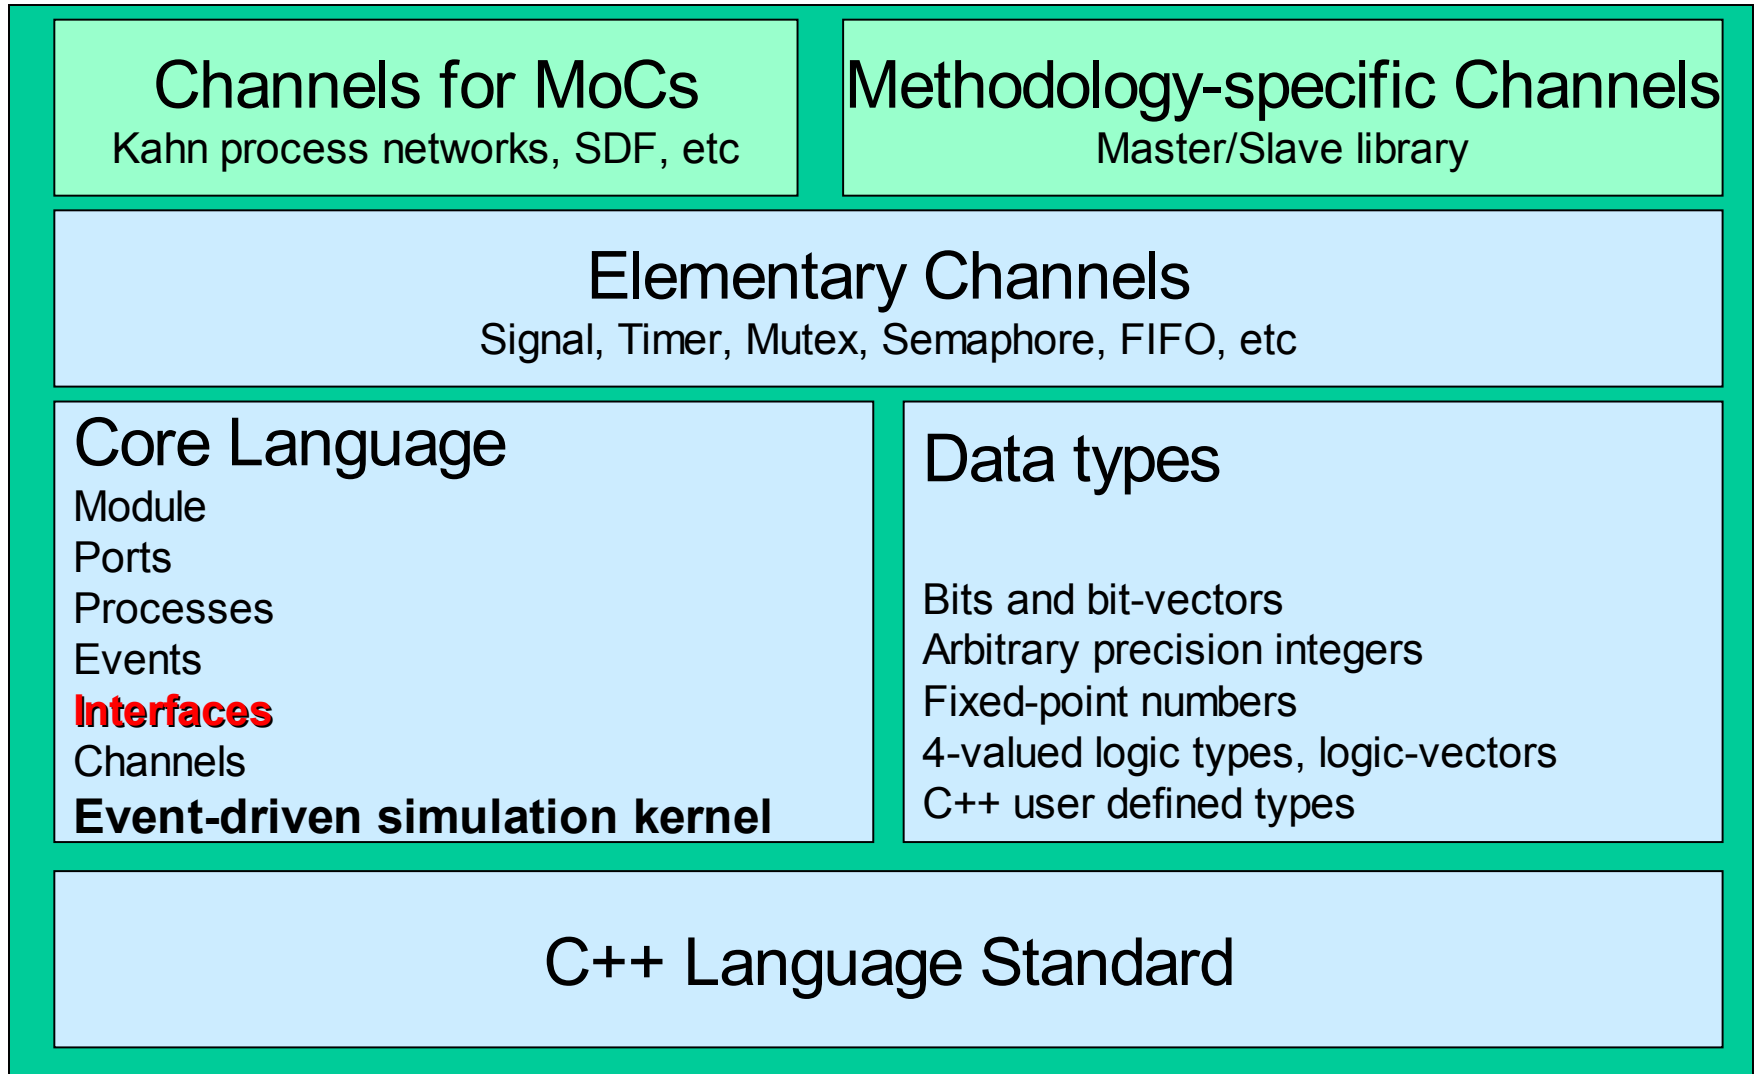 Channels for MoCs
Kahn process networks, SDF, etc
Methodology-specific Channels
Master/Slave library
Elementary Channels
Signal, Timer, Mutex, Semaphore, FIFO, etc
Core Language
Module
Ports
Processes
Events
Interfaces
Channels
Event-driven simulation kernel
Data types
Bits and bit-vectors
Arbitrary precision integers
Fixed-point numbers
4-valued logic types, logic-vectors
C++ user defined types
C++ Language Standard